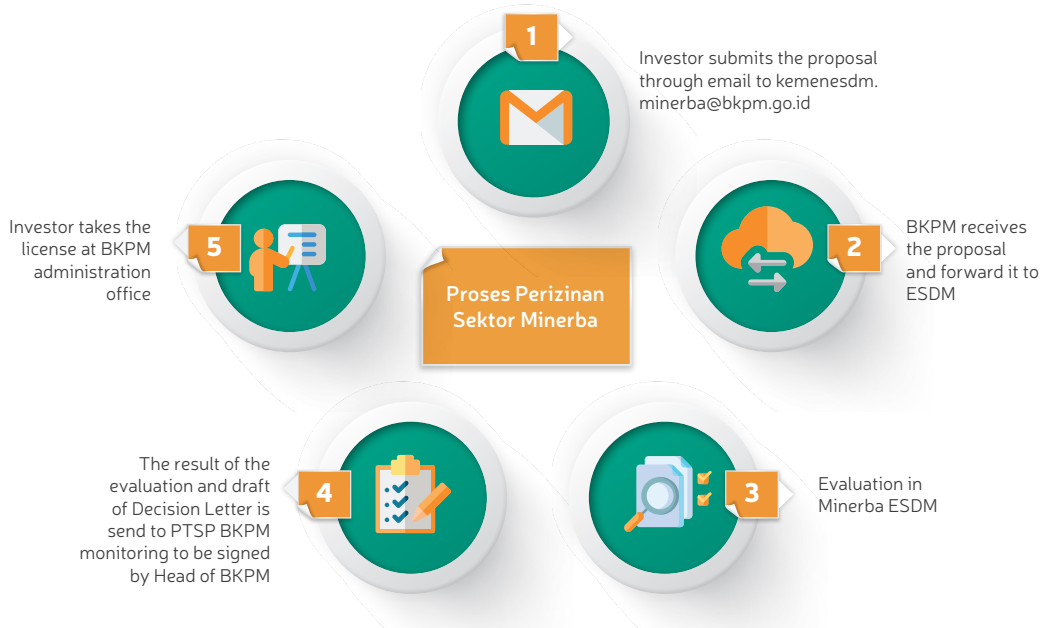 1
Investor submits the proposal
through email to kemenesdm.
minerba@bkpm.go.id
2
BKPM receives
the proposal
and forward it to
ESDM
3
Evaluation in
Minerba ESDM
4
The result of the
evaluation and draft
of Decision Letter is
send to PTSP BKPM
monitoring to be signed
by Head of BKPM
5
Investor takes the
license at BKPM
administration
office
Proses Perizinan
Sektor Minerba